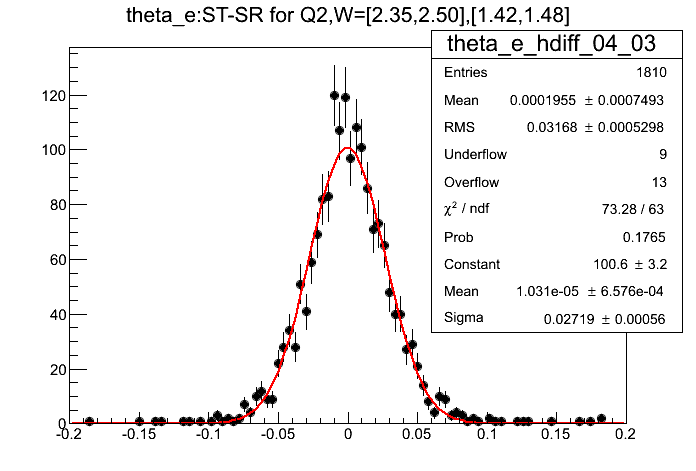 theta_e:ST-SR for Q2,W=[2.35,2.50],[1.42,1.48]
theta_e_hdiff_04_03
Entries 1810
Mean 0.0001955 ± 0.0007493
RMS 0.03168 ± 0.0005298
Underflow 9
Overflow 13
χ² / ndf 73.28 / 63
Prob 0.1765
Constant 100.6 ± 3.2
Mean 1.031e-05 ± 6.576e-04
Sigma 0.02719 ± 0.00056
120
100
80
60
40
20
0
-0.2 -0.15 -0.1 -0.05 0 0.05 0.1 0.15 0.2